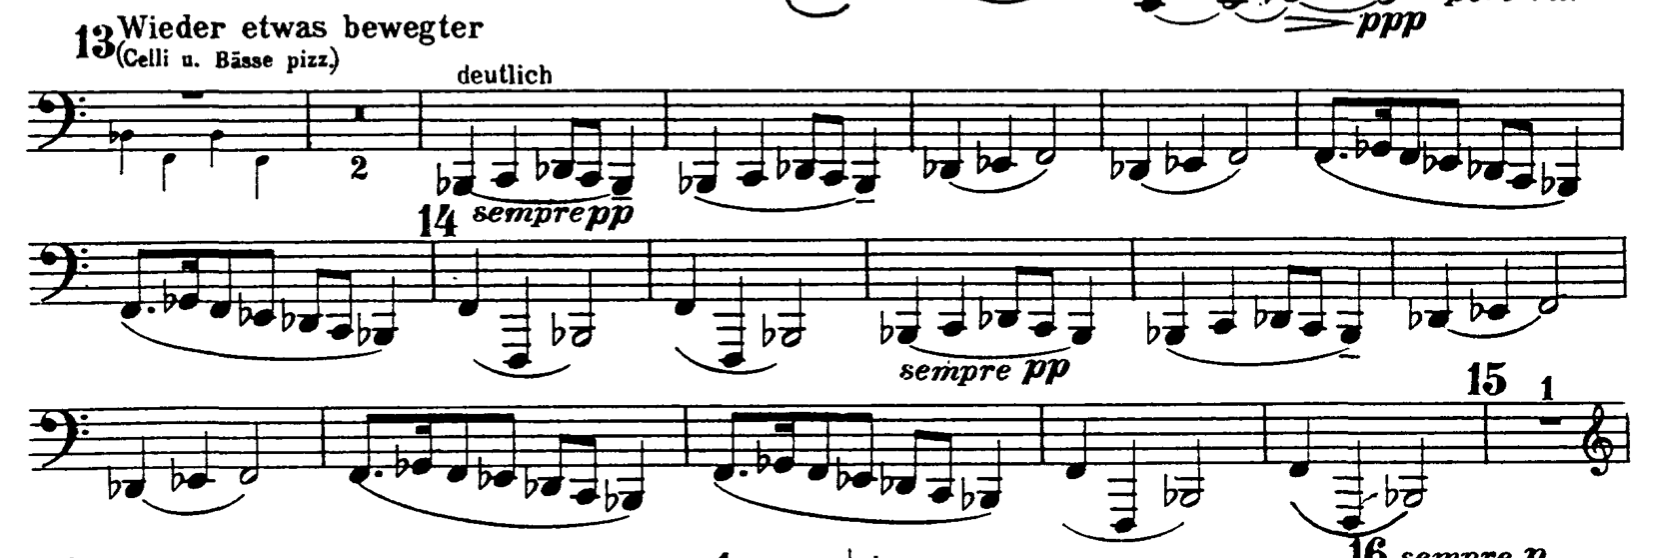 ppp
13 Wieder etwas bewegter
(Celli u. Bässe pizz.)
deutlich
2
sempre pp
14
sempre pp
15 1
16 sempre p